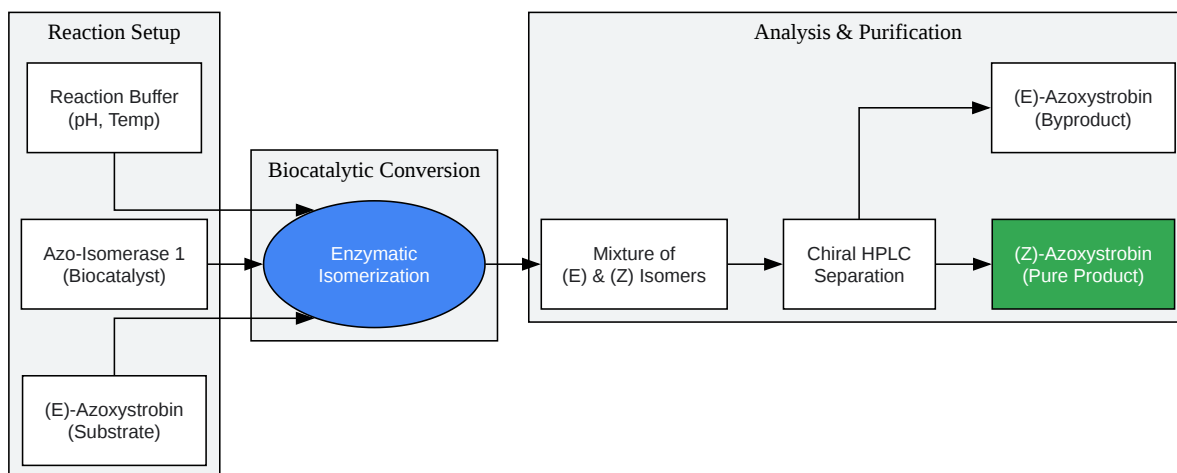 Reaction Setup
Reaction Buffer
(pH, Temp)
Azo-Isomerase 1
(Biocatalyst)
(E)-Azoxystrobin
(Substrate)
Biocatalytic Conversion
Enzymatic
Isomerization
Analysis & Purification
Mixture of
(E) & (Z) Isomers
Chiral HPLC
Separation
(E)-Azoxystrobin
(Byproduct)
(Z)-Azoxystrobin
(Pure Product)